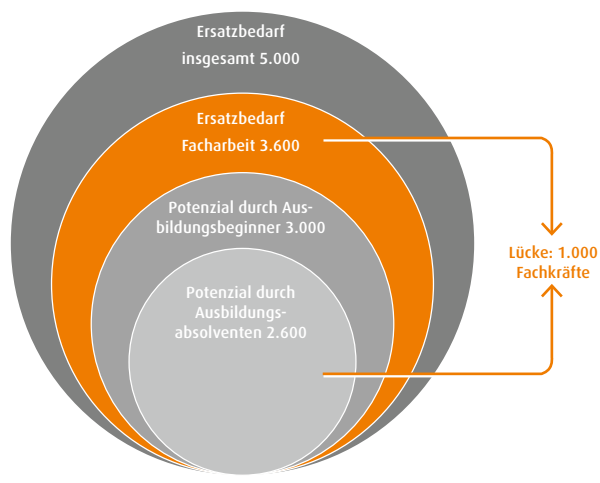 Ersatzbedarf
insgesamt 5.000
Ersatzbedarf
Facharbeit 3.600
Potenzial durch Aus-
bildungsbeginner 3.000
Potenzial durch
Ausbildungs-
absolventen 2.600
Lücke: 1.000
Fachkräfte